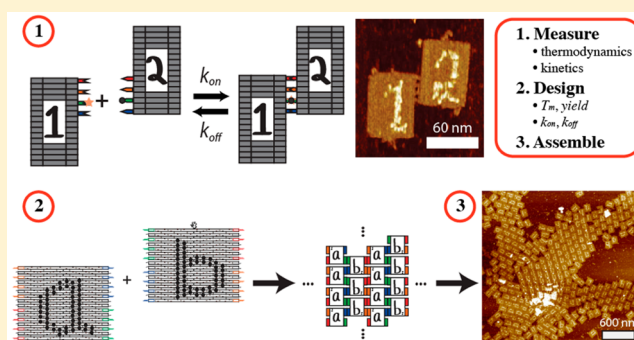 1
1
+
2
kon
koff
2
1
60 nm
1. Measure
• thermodynamics
• kinetics
2. Design
• Tm, yield
• kon, koff
3. Assemble
2
3
a
+
b
...
a b
a b
a b
a b
...
600 nm